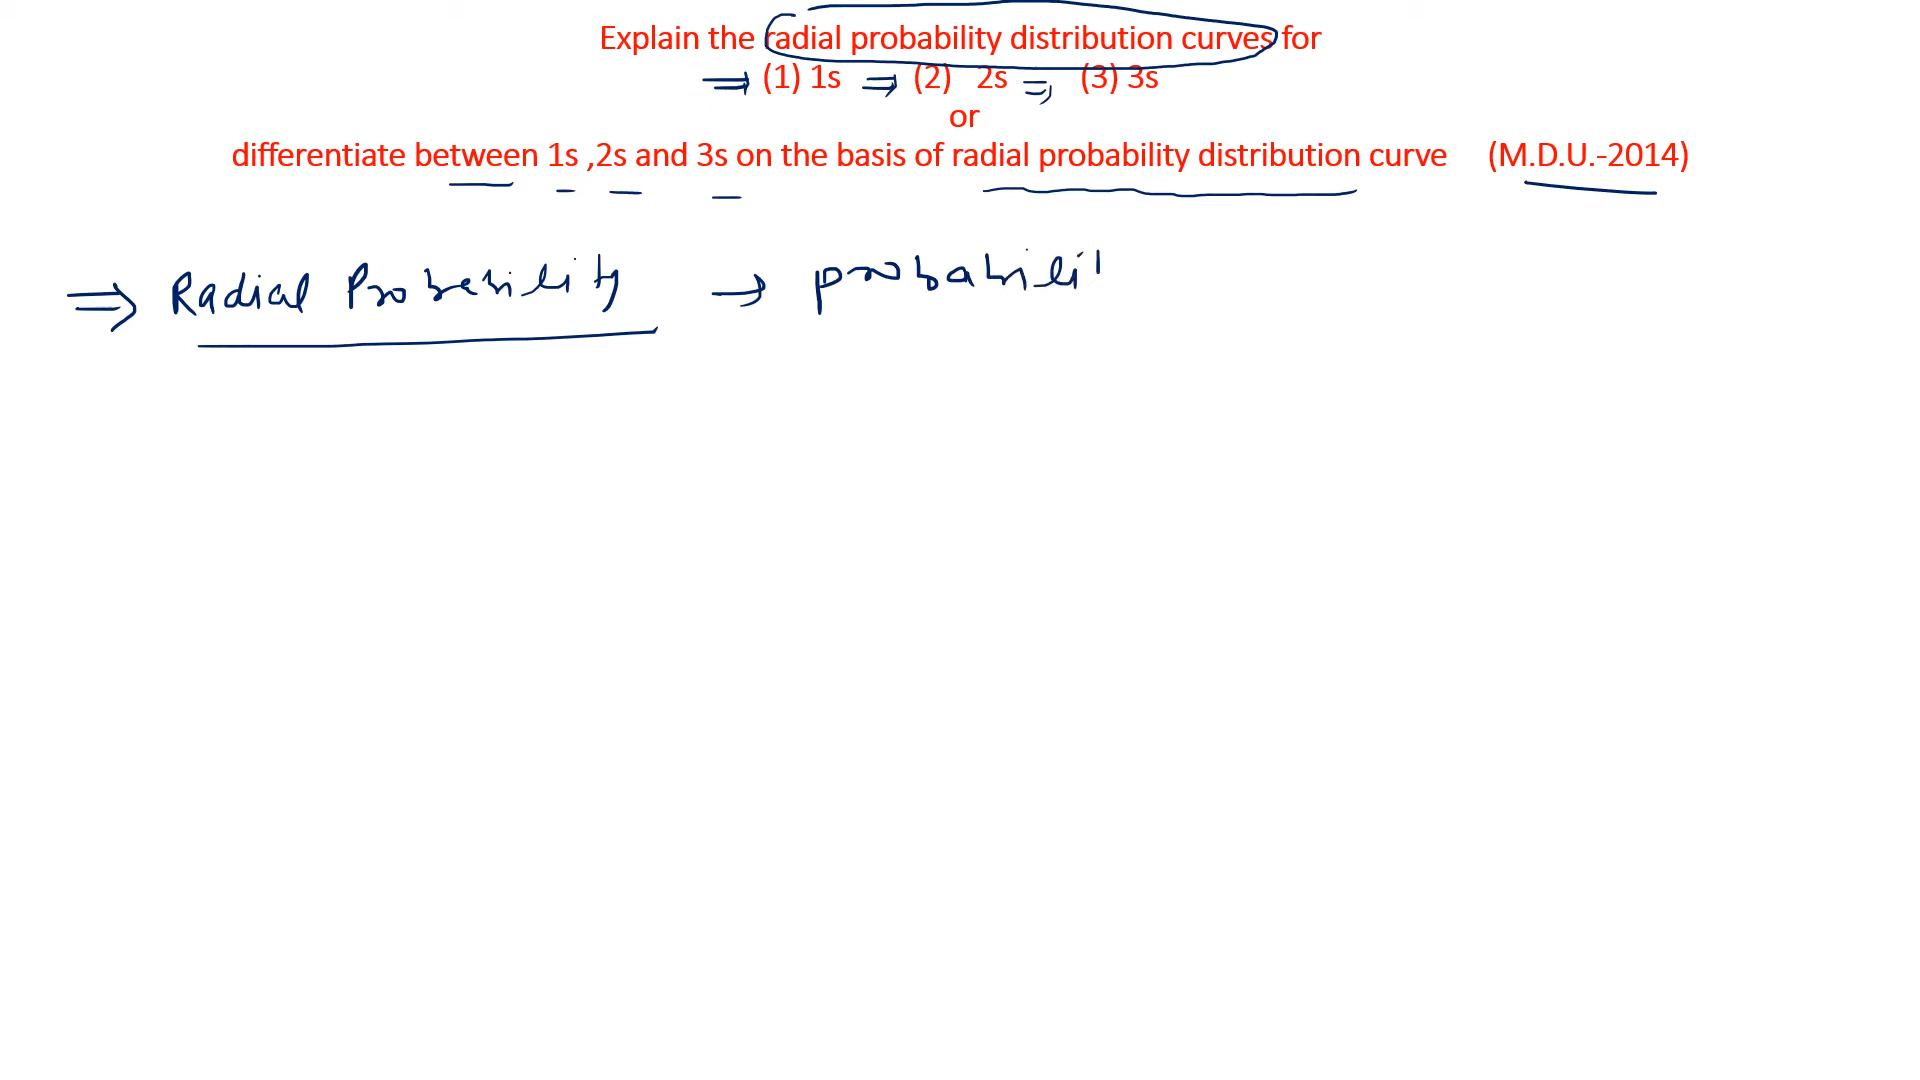 Explain the radial probability distribution curves for
⇒ (1) 1s ⇒ (2) 2s ⇒ (3) 3s
or
differentiate between 1s ,2s and 3s on the basis of radial probability distribution curve (M.D.U.-2014)
⇒ Radial Probability → probabili